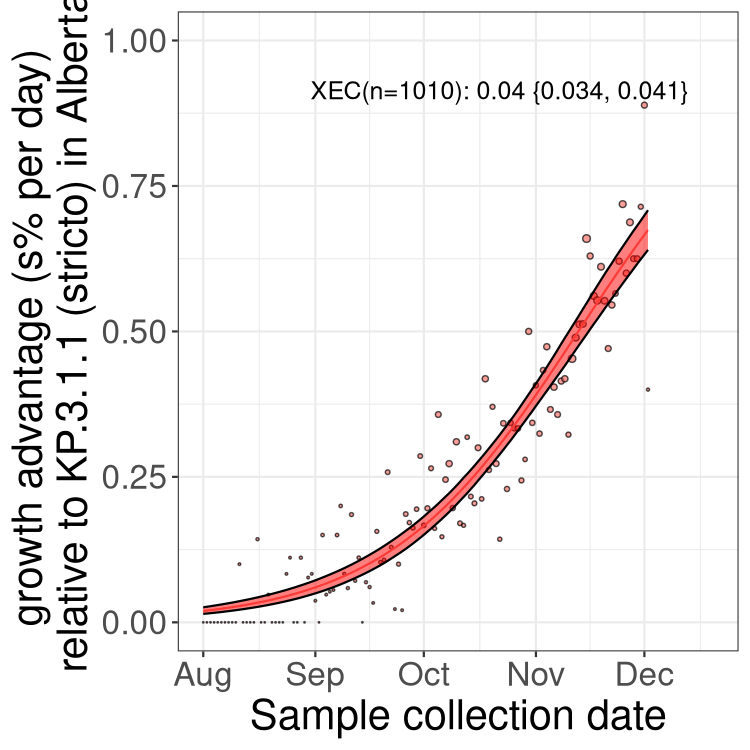 growth advantage (s% per day)
relative to KP.3.1.1 (stricto) in Alberta
1.00
0.75
0.50
0.25
0.00
XEC(n=1010): 0.04 {0.034, 0.041}
Aug Sep Oct Nov Dec
Sample collection date